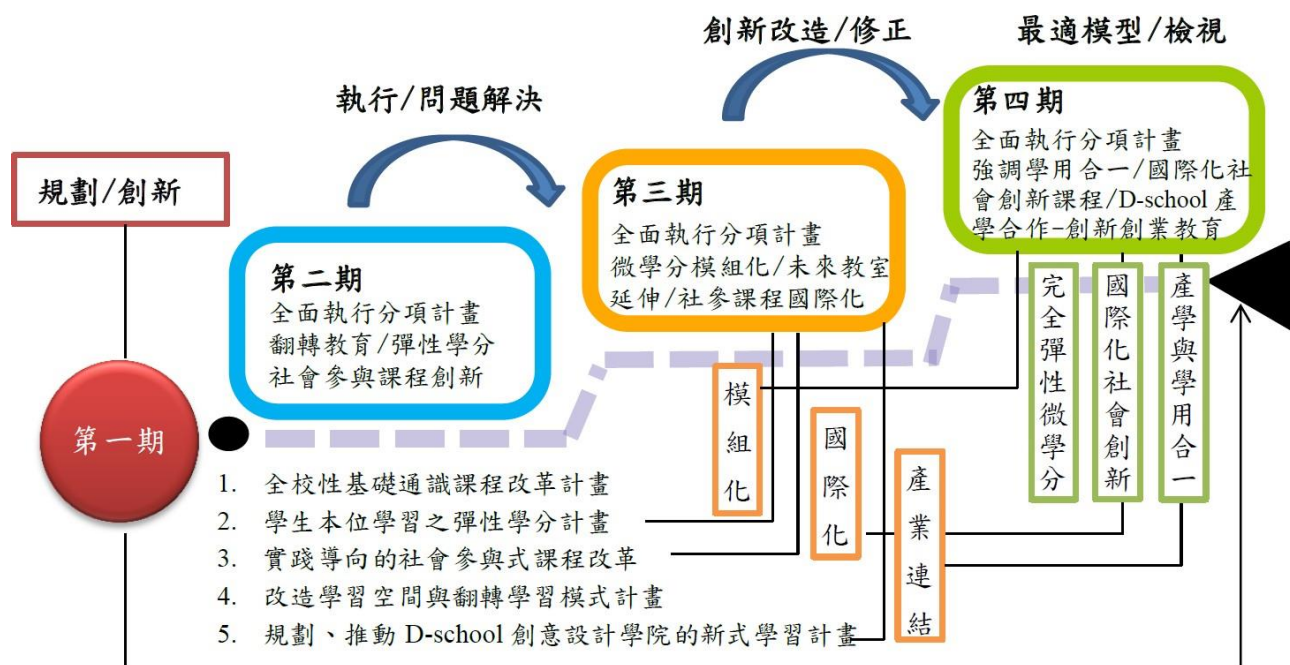 創新改造/修正
最適模型/檢視
執行/問題解決
規劃/創新
第一期
第二期
全面執行分項計畫
翻轉教育/彈性學分
社會參與課程創新
第三期
全面執行分項計畫
微學分模組化/未來教室
延伸/社參課程國際化
第四期
全面執行分項計畫
強調學用合一/國際化社
會創新課程/D-school 產
學合作-創新創業教育
模組化
國際化
產業連結
完全彈性微學分
國際化社會創新
產學與學用合一
1. 全校性基礎通識課程改革計畫
2. 學生本位學習之彈性學分計畫
3. 實踐導向的社會參與式課程改革
4. 改造學習空間與翻轉學習模式計畫
5. 規劃、推動 D-school 創意設計學院的新式學習計畫